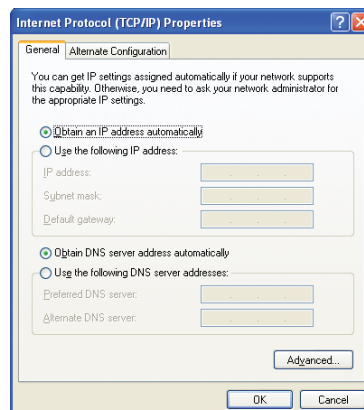 Internet Protocol (TCP/IP) Properties
General
Alternate Configuration
You can get IP settings assigned automatically if your network supports
this capability. Otherwise, you need to ask your network administrator for
the appropriate IP settings.
Obtain an IP address automatically
Use the following IP address:
IP address:
Subnet mask:
Default gateway:
Obtain DNS server address automatically
Use the following DNS server addresses:
Preferred DNS server:
Alternate DNS server:
Advanced...
OK
Cancel